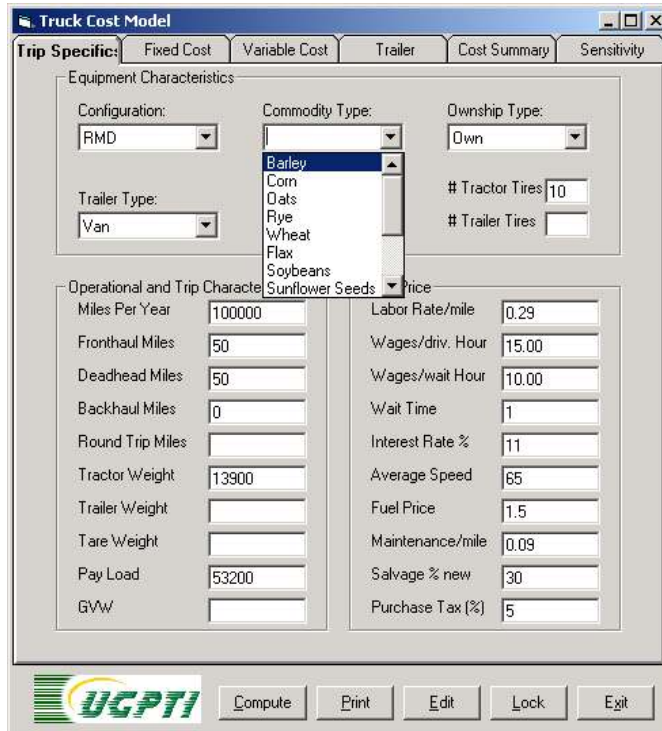 Truck Cost Model
Trip Specific Fixed Cost Variable Cost Trailer Cost Summary Sensitivity
Equipment Characteristics
Configuration: Commodity Type: Ownship Type:
RMD Own
Barley
Corn
Oats
Rye
Wheat
Flax
Soybeans
Sunflower Seeds
Trailer Type:
Van
# Tractor Tires 10
# Trailer Tires
Operational and Trip Characte
Miles Per Year 100000
Fronthaul Miles 50
Deadhead Miles 50
Backhaul Miles 0
Round Trip Miles
Tractor Weight 13900
Trailer Weight
Tare Weight
Pay Load 53200
GVW
Price
Labor Rate/mile 0.29
Wages/driv. Hour 15.00
Wages/wait Hour 10.00
Wait Time 1
Interest Rate % 11
Average Speed 65
Fuel Price 1.5
Maintenance/mile 0.09
Salvage % new 30
Purchase Tax (%) 5
UGPTI Compute Print Edit Lock Exit